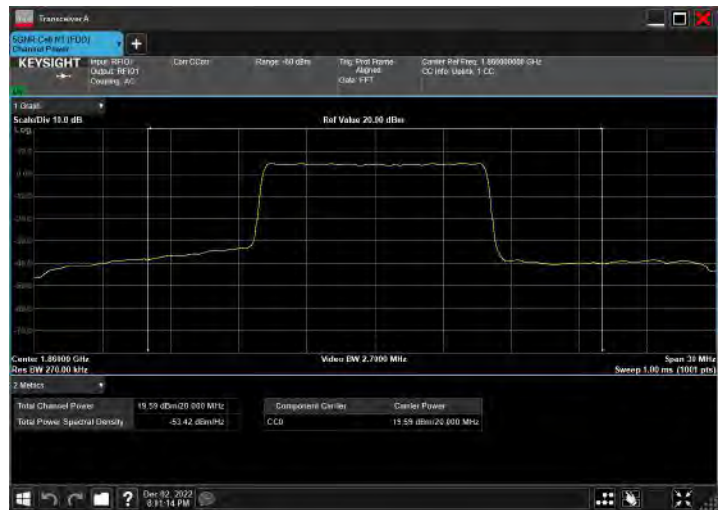 Transceiver A
5GNR Cell N1 (FDD)
Channel Power
+
KEYSIGHT
Input: RFIO1
Output: RFIO1
Coupling: AC
Corr CCorr
Range: -60 dBm
Trig: Prot Frame
Aligned
Gate: FFT
Carrier Ref Freq: 1.860000000 GHz
CC Info: Uplink, 1 CC
1 Graph
Scale/Div 10.0 dB
Ref Value 20.00 dBm
Log
Center 1.86000 GHz
Video BW 2.7000 MHz
Span 30 MHz
Res BW 270.00 kHz
Sweep 1.00 ms (1001 pts)
2 Metrics
Total Channel Power
19.59 dBm/20.000 MHz
Total Power Spectral Density
-53.42 dBm/Hz
Component Carrier
Carrier Power
CC0
19.59 dBm/20.000 MHz
?
Dec 02, 2022
8:01:14 PM